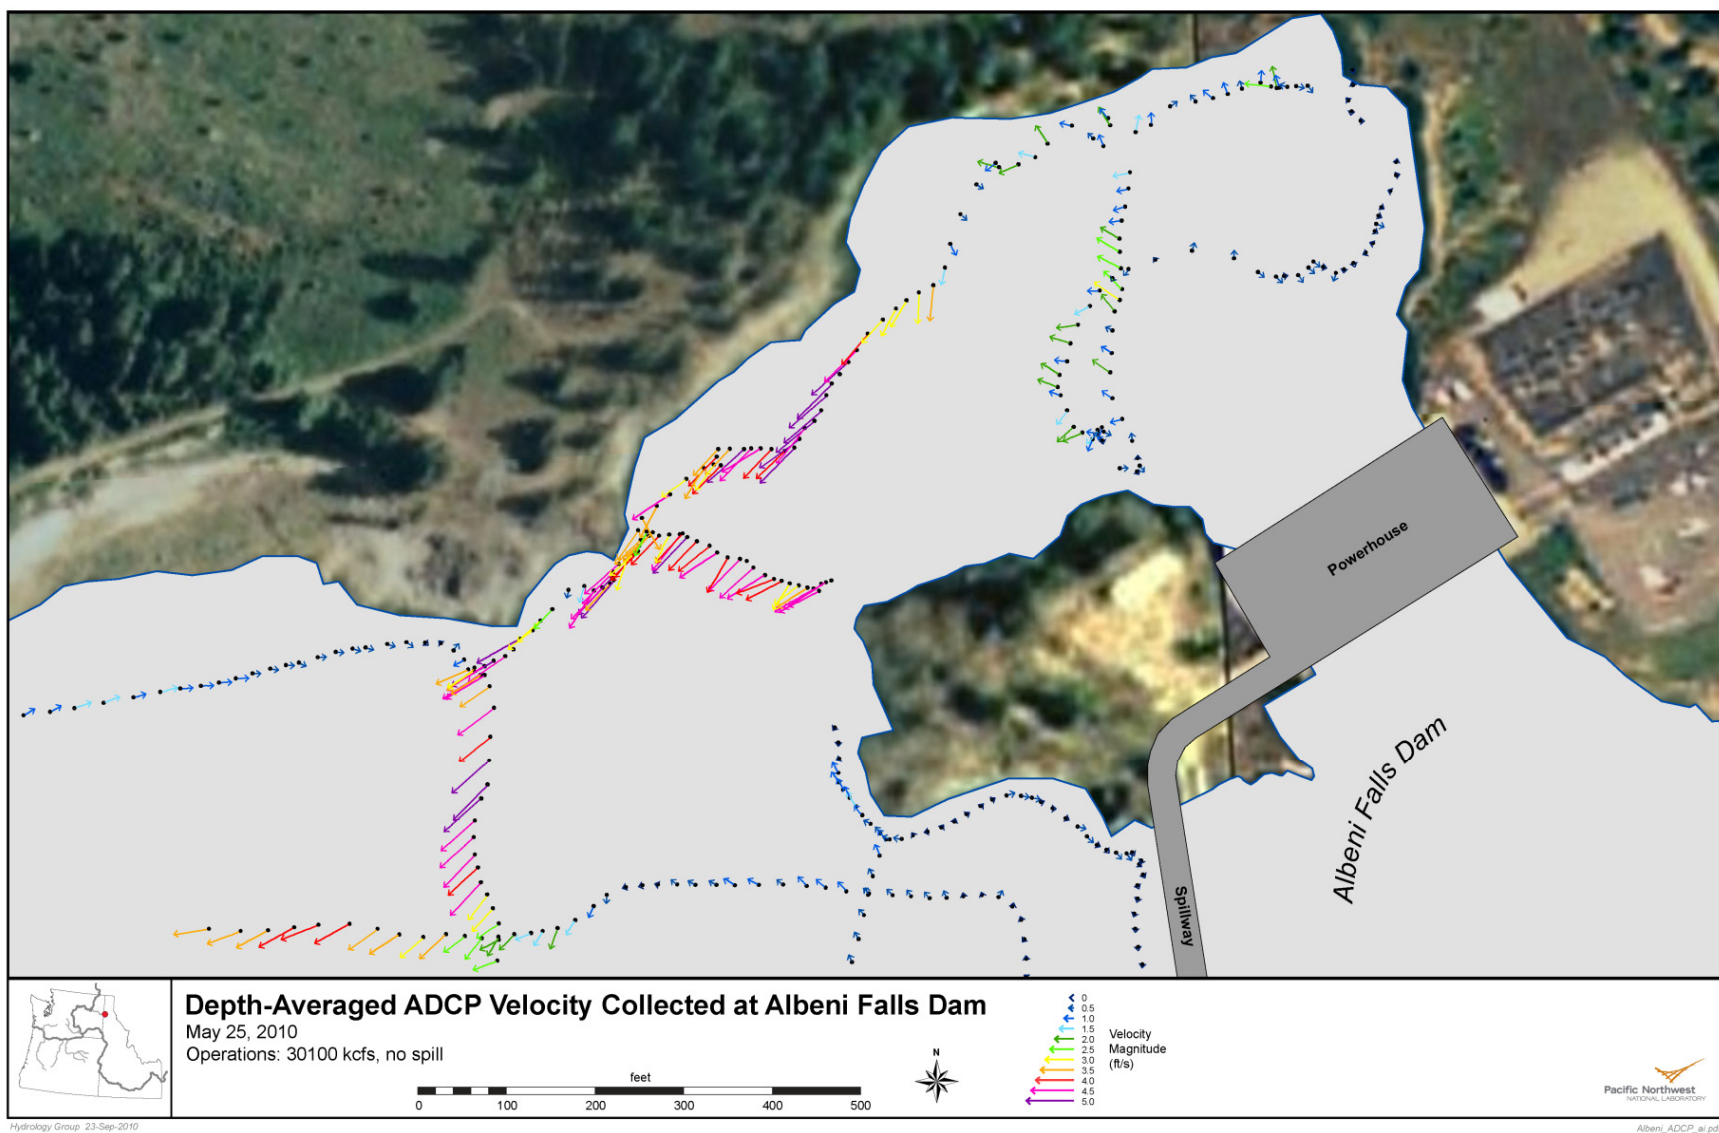 Powerhouse
Albeni Falls Dam
Spillway
Depth-Averaged ADCP Velocity Collected at Albeni Falls Dam
May 25, 2010
Operations: 30100 kcfs, no spill
feet
0 100 200 300 400 500
N
0
0.5
1.0
1.5
2.0
2.5
3.0
3.5
4.0
4.5
5.0
Velocity
Magnitude
(ft/s)
Pacific Northwest
NATIONAL LABORATORY
Hydrology Group 23-Sep-2010
Albeni_ADCP_ai.pd